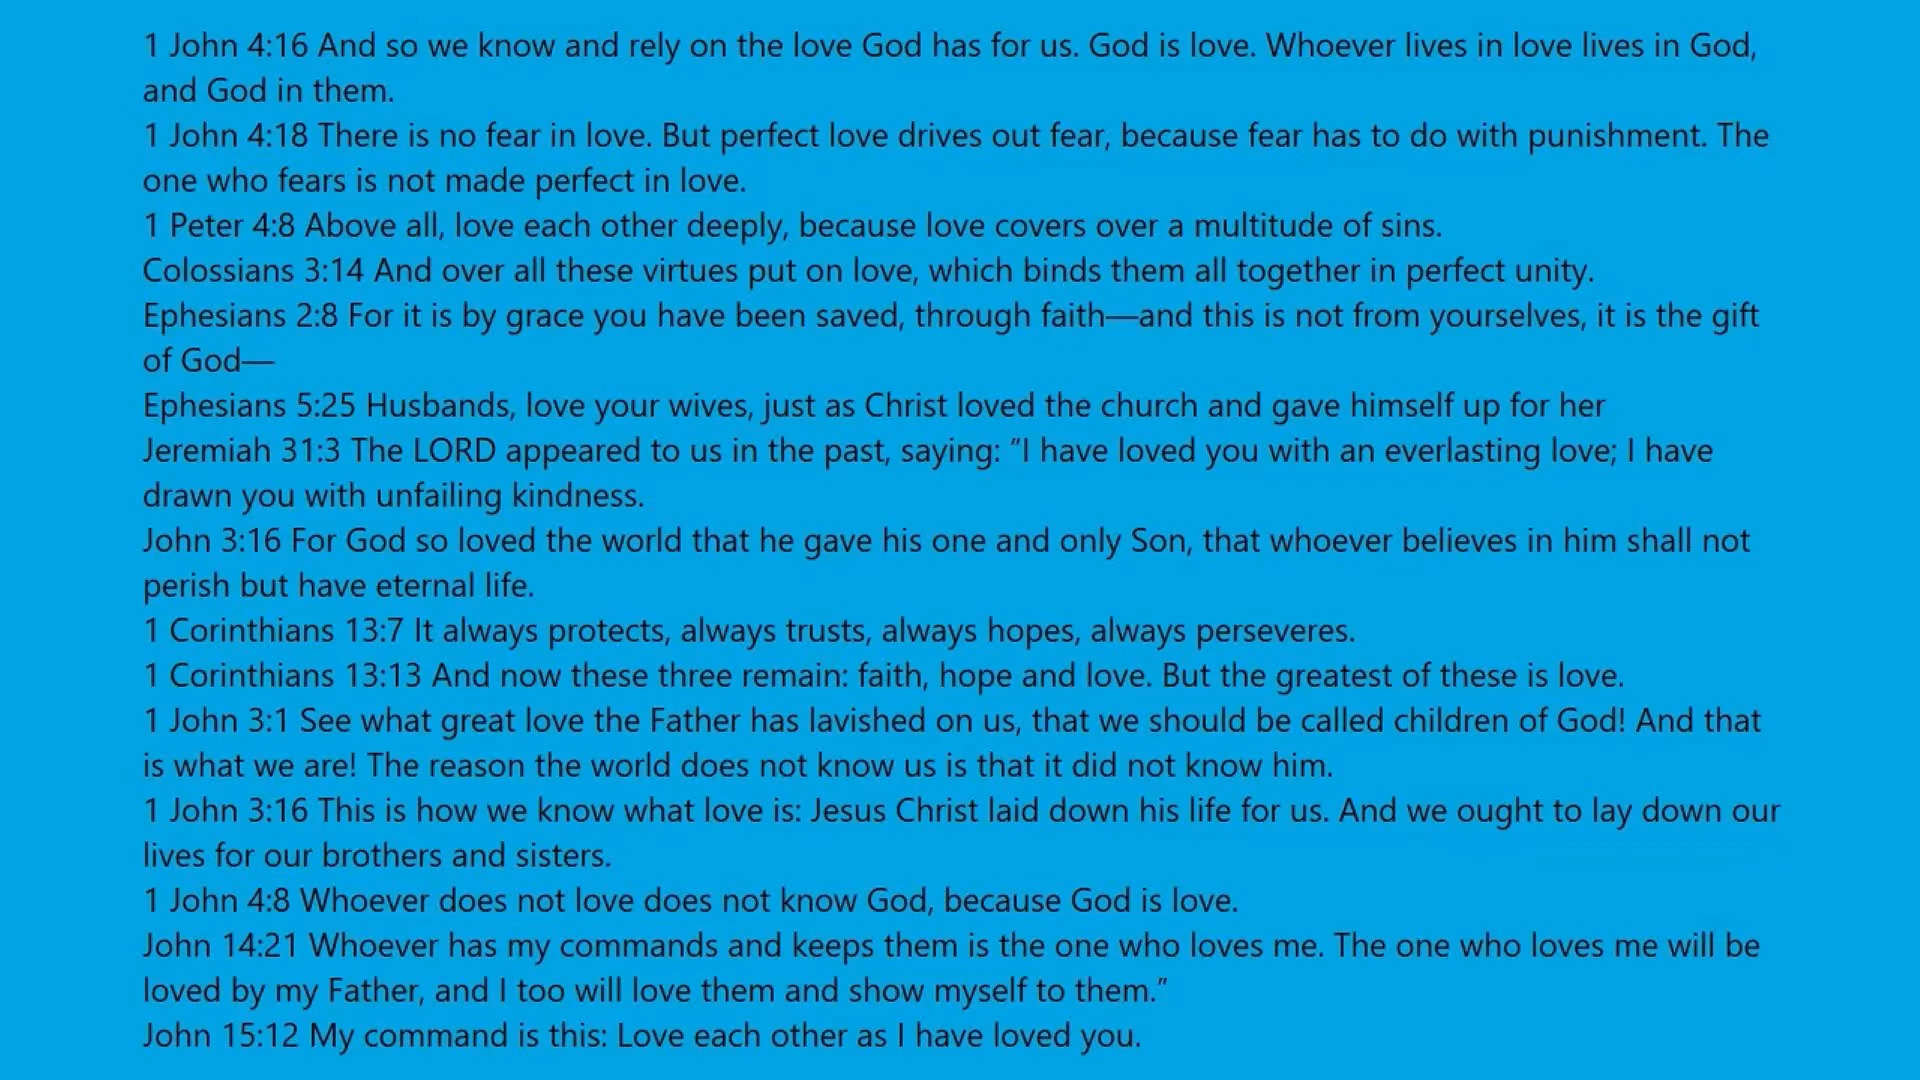 1 John 4:16 And so we know and rely on the love God has for us. God is love. Whoever lives in love lives in God,
and God in them.
1 John 4:18 There is no fear in love. But perfect love drives out fear, because fear has to do with punishment. The
one who fears is not made perfect in love.
1 Peter 4:8 Above all, love each other deeply, because love covers over a multitude of sins.
Colossians 3:14 And over all these virtues put on love, which binds them all together in perfect unity.
Ephesians 2:8 For it is by grace you have been saved, through faith—and this is not from yourselves, it is the gift
of God—
Ephesians 5:25 Husbands, love your wives, just as Christ loved the church and gave himself up for her
Jeremiah 31:3 The LORD appeared to us in the past, saying: “I have loved you with an everlasting love; I have
drawn you with unfailing kindness.
John 3:16 For God so loved the world that he gave his one and only Son, that whoever believes in him shall not
perish but have eternal life.
1 Corinthians 13:7 It always protects, always trusts, always hopes, always perseveres.
1 Corinthians 13:13 And now these three remain: faith, hope and love. But the greatest of these is love.
1 John 3:1 See what great love the Father has lavished on us, that we should be called children of God! And that
is what we are! The reason the world does not know us is that it did not know him.
1 John 3:16 This is how we know what love is: Jesus Christ laid down his life for us. And we ought to lay down our
lives for our brothers and sisters.
1 John 4:8 Whoever does not love does not know God, because God is love.
John 14:21 Whoever has my commands and keeps them is the one who loves me. The one who loves me will be
loved by my Father, and I too will love them and show myself to them.”
John 15:12 My command is this: Love each other as I have loved you.